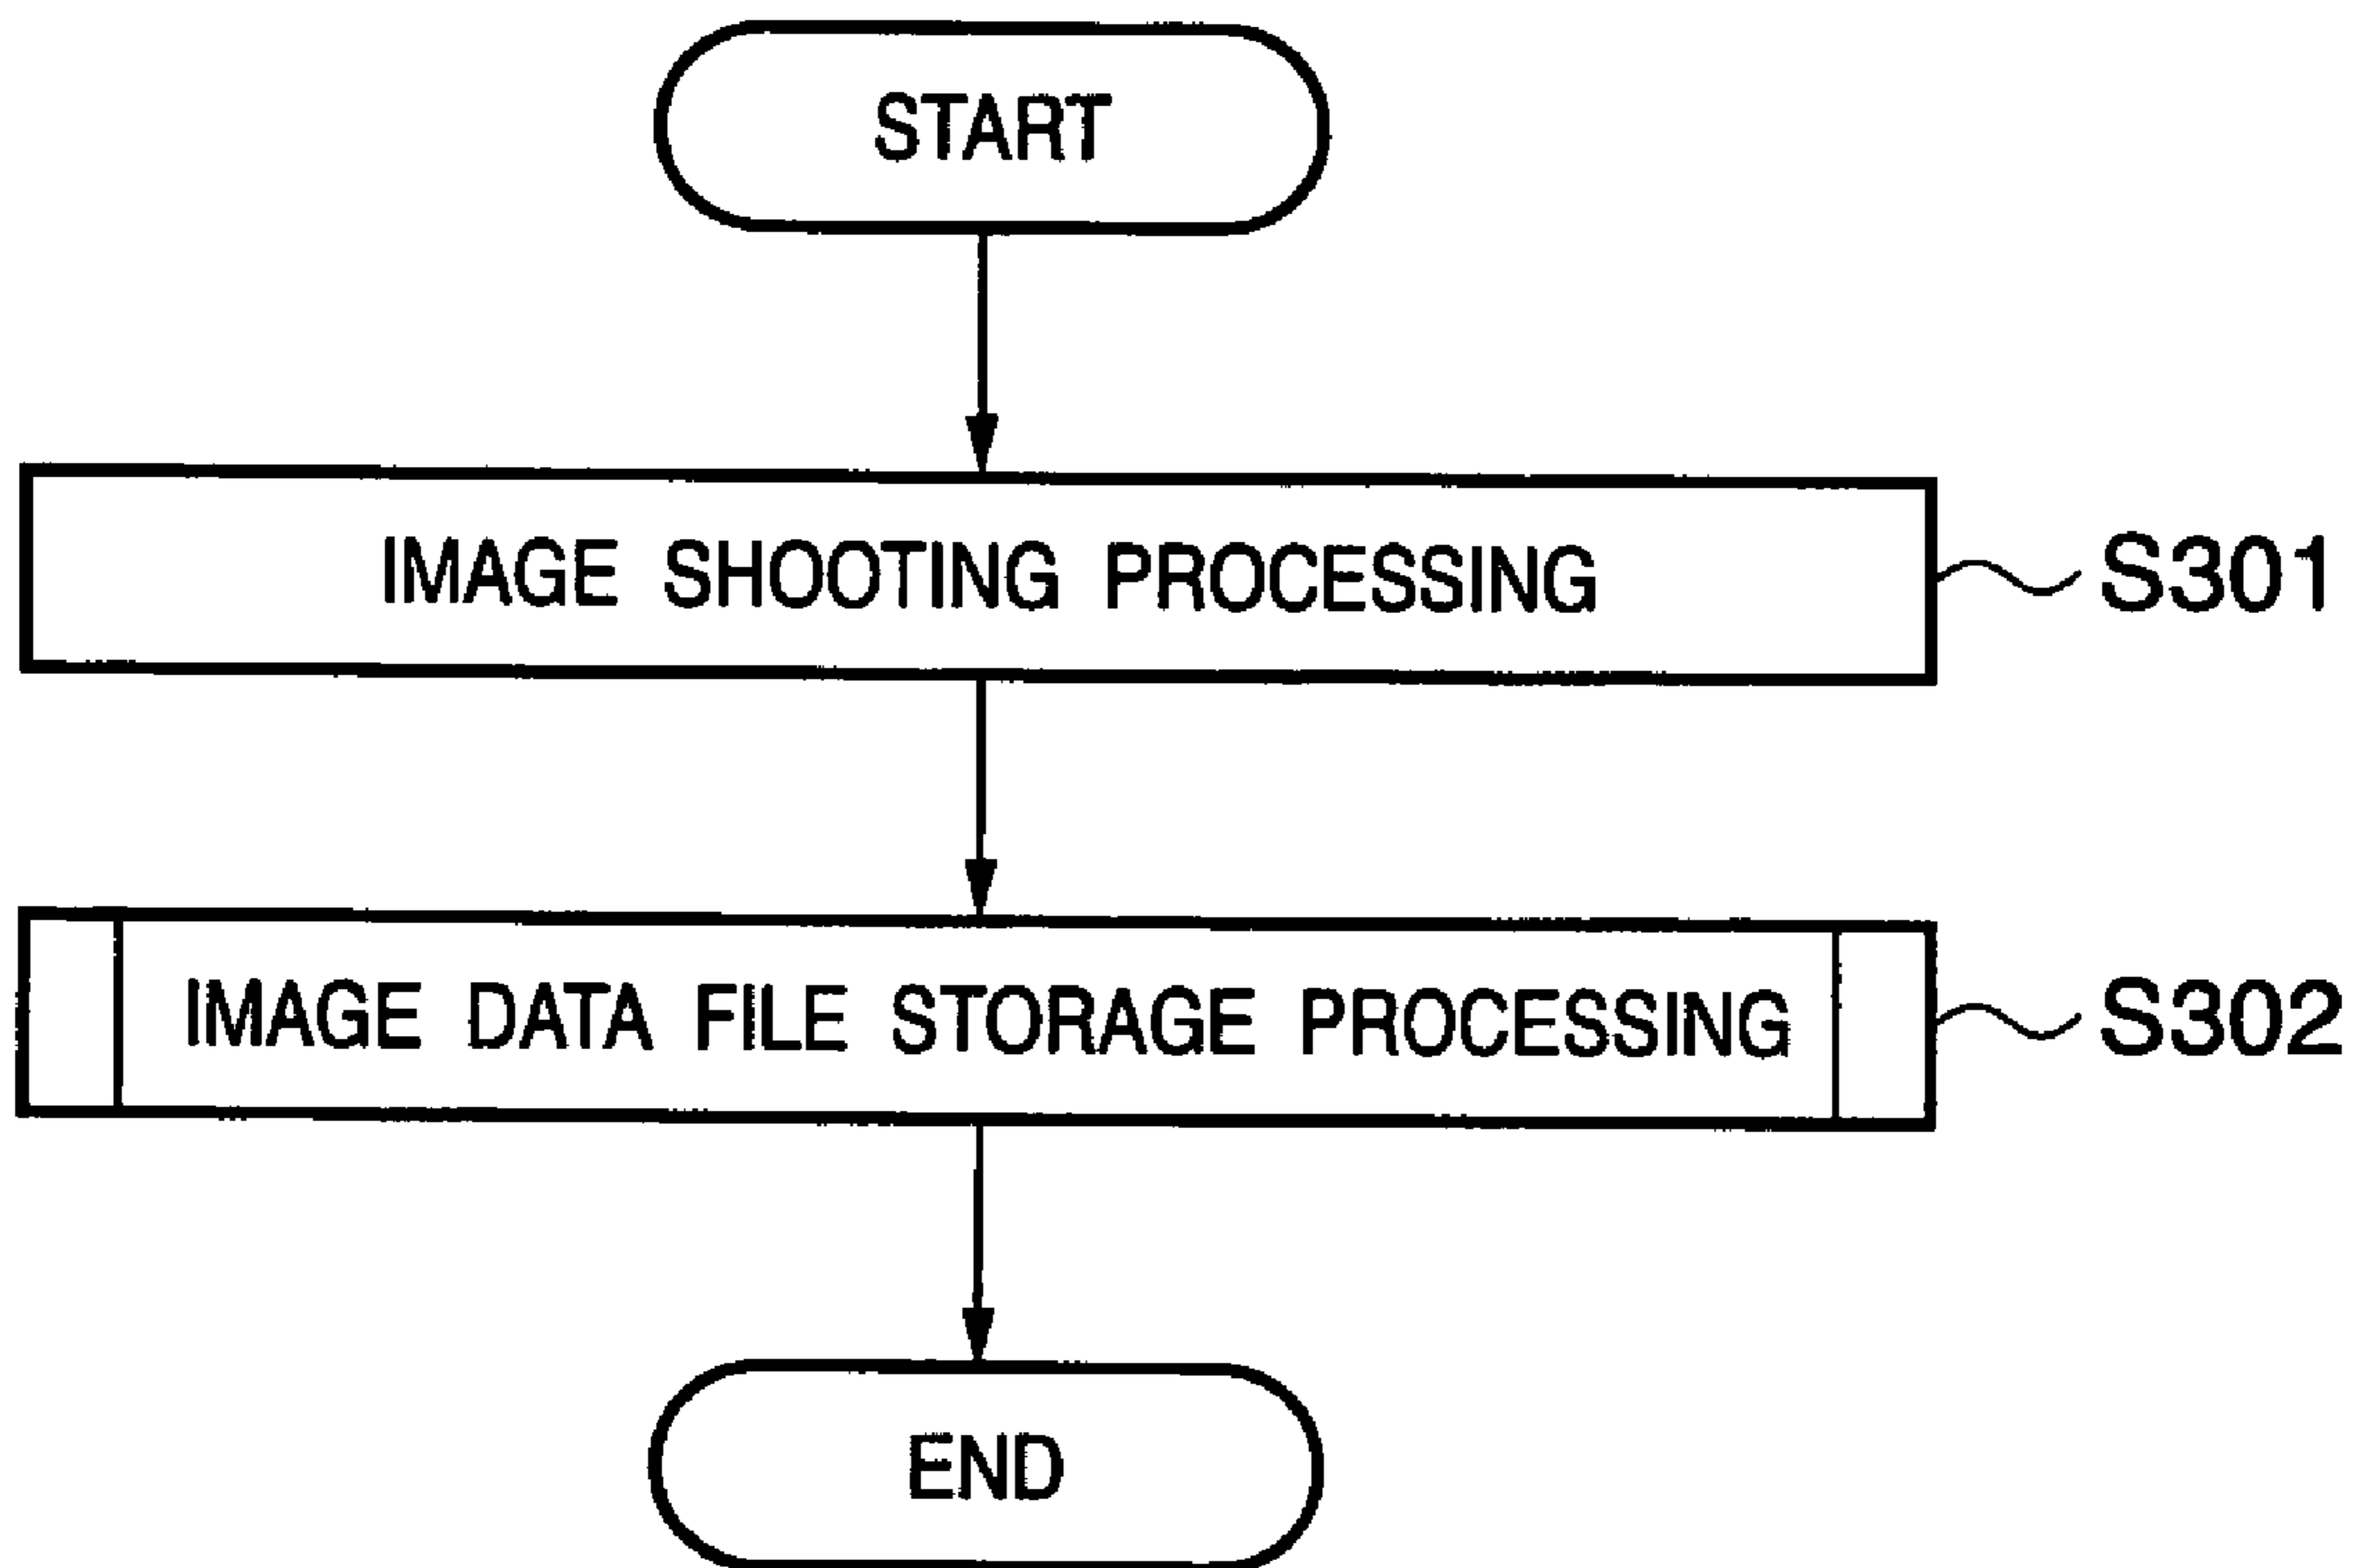 START
IMAGE SHOOTING PROCESSING S301
IMAGE DATA FILE STORAGE PROCESSING S302
END